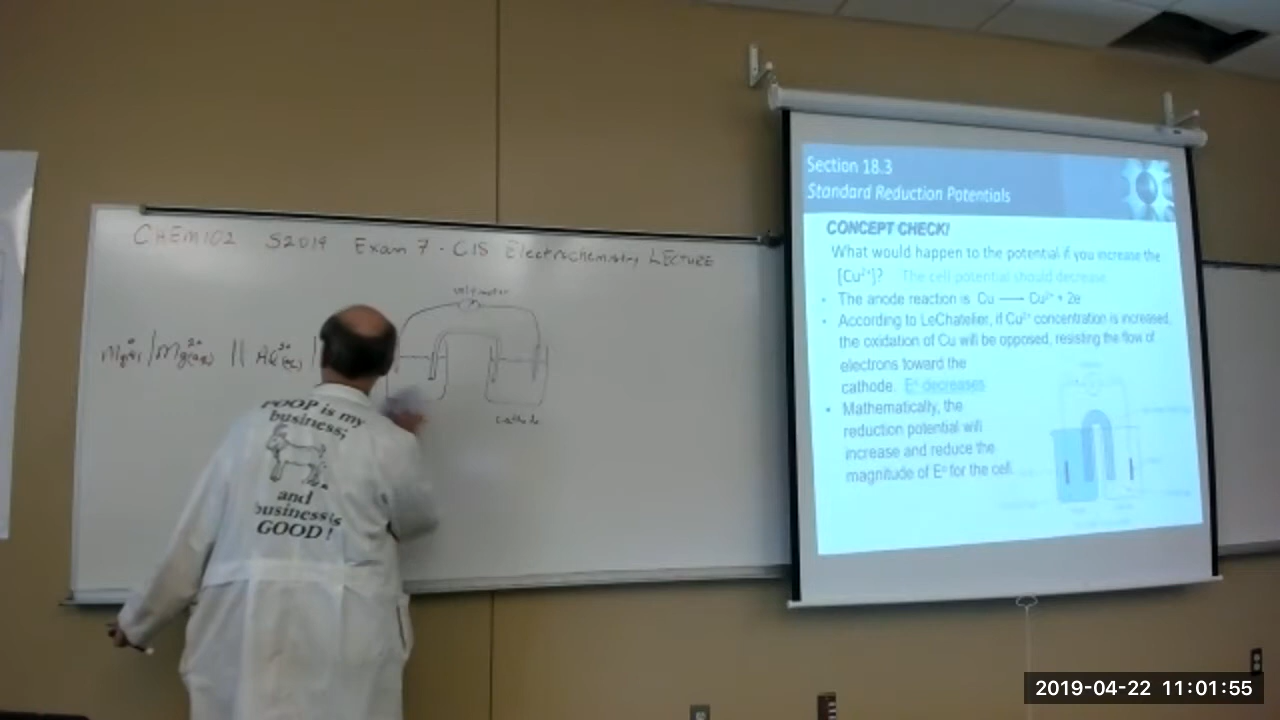 CHEM102 S2019 Exam 7 - C18 Electrochemistry LECTURE
voltmeter
Mg°(s) | Mg²⁺(aq) ||
cathode
POOP is my
business;
and
business is
GOOD!
Section 18.3
Standard Reduction Potentials
CONCEPT CHECK!
What would happen to the potential if you increase the
[Cu²⁺]? The cell potential should decrease.
• The anode reaction is Cu —— Cu²⁺ + 2e
• According to LeChatelier, if Cu²⁺ concentration is increased,
the oxidation of Cu will be opposed, resisting the flow of
electrons toward the
cathode. E° decreases
• Mathematically, the
reduction potential will
increase and reduce the
magnitude of E° for the cell.
2019-04-22 11:01:55